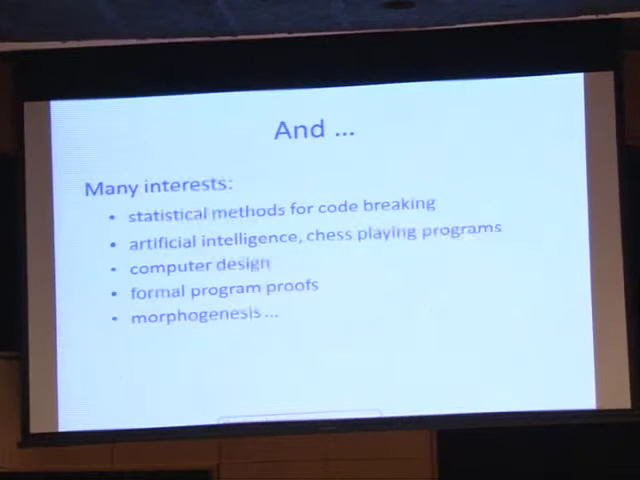 And ...
Many interests:
• statistical methods for code breaking
• artificial intelligence, chess playing programs
• computer design
• formal program proofs
• morphogenesis ...